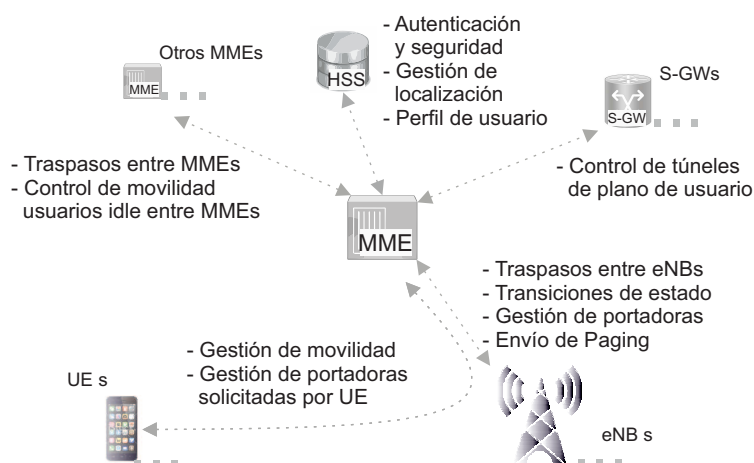 Otros MMEs
MME
HSS
- Autenticación
y seguridad
- Gestión de
localización
- Perfil de usuario
S-GWs
S-GW
- Traspasos entre MMEs
- Control de movilidad
usuarios idle entre MMEs
- Control de túneles
de plano de usuario
MME
- Traspasos entre eNBs
- Transiciones de estado
- Gestión de portadoras
- Envío de Paging
- Gestión de movilidad
- Gestión de portadoras
solicitadas por UE
UE s
eNB s